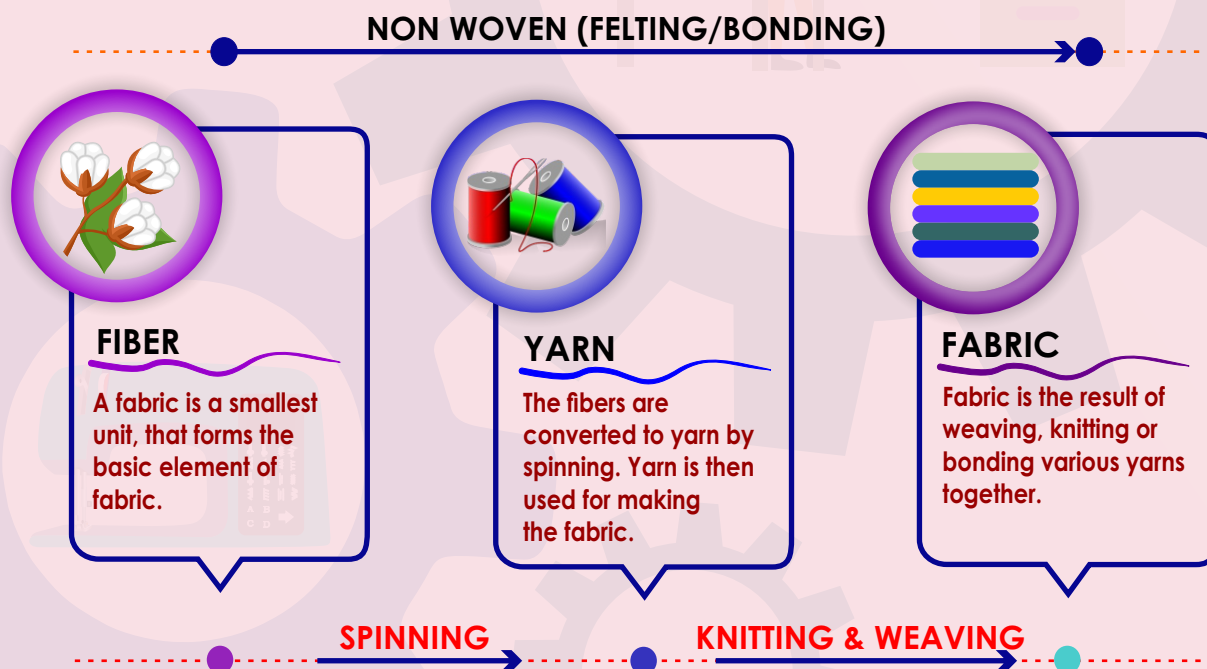 NON WOVEN (FELTING/BONDING)
FIBER
A fabric is a smallest
unit, that forms the
basic element of
fabric.
YARN
The fibers are
converted to yarn by
spinning. Yarn is then
used for making
the fabric.
FABRIC
Fabric is the result of
weaving, knitting or
bonding various yarns
together.
SPINNING
KNITTING & WEAVING